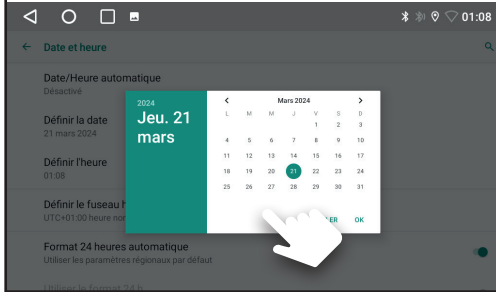 01:08
Date et heure
Date/Heure automatique
Désactivé
Définir la date
21 mars 2024
Définir l'heure
01:08
Définir le fuseau h
UTC+01:00 heure nor
Format 24 heures automatique
Utiliser les paramètres régionaux par défaut
Utiliser le format 24 h
2024
Jeu. 21
mars
Mars 2024
L M M J V S D
1 2 3
4 5 6 7 8 9 10
11 12 13 14 15 16 17
18 19 20 21 22 23 24
25 26 27 28 29 30 31
ER OK